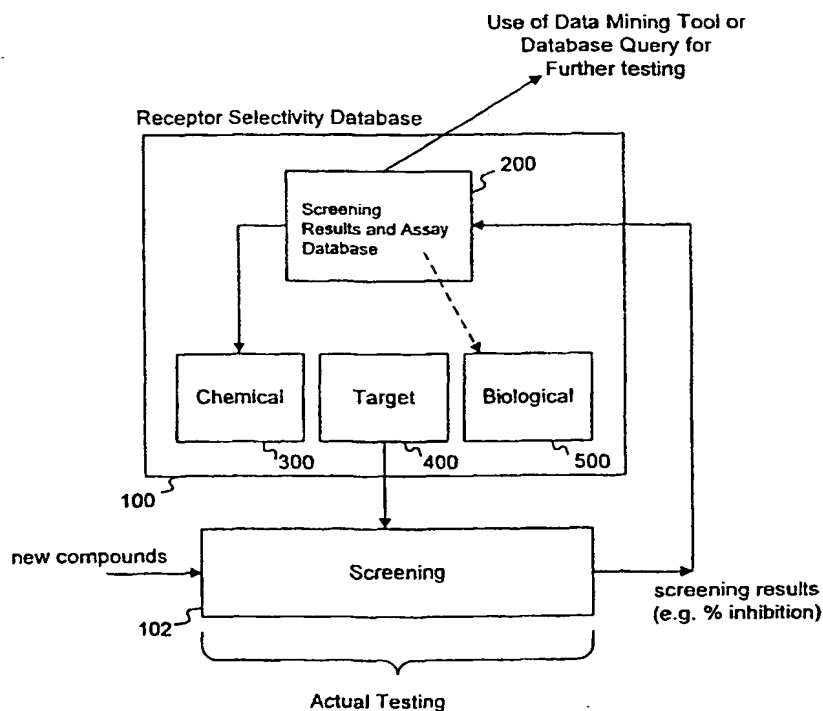 Use of Data Mining Tool or
Database Query for
Further testing
Receptor Selectivity Database
200
Screening
Results and Assay
Database
Chemical
Target
Biological
300
400
500
100
new compounds
Screening
screening results
(e.g. % inhibition)
102
Actual Testing